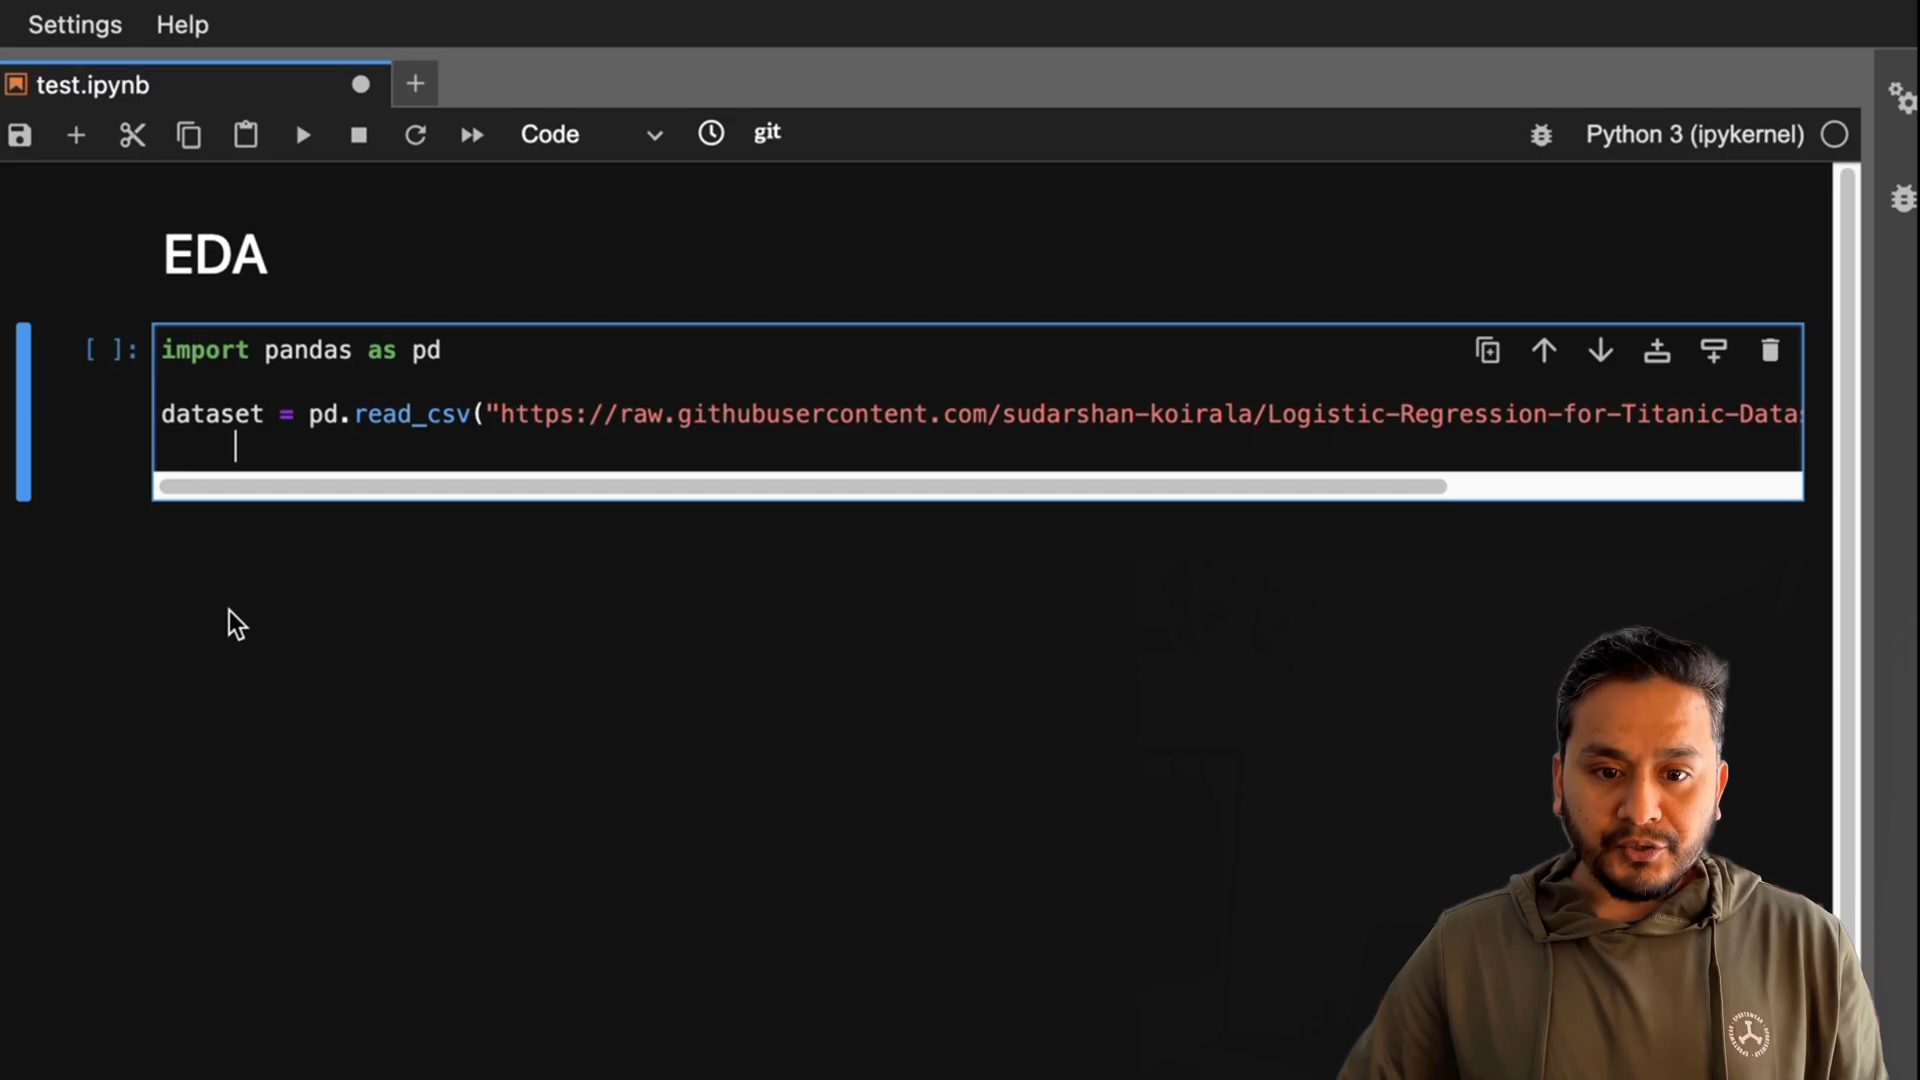 Settings Help
test.ipynb
Code git Python 3 (ipykernel)
EDA
[ ]: import pandas as pd
dataset = pd.read_csv("https://raw.githubusercontent.com/sudarshan-koirala/Logistic-Regression-for-Titanic-Data
SPORTSWEAR